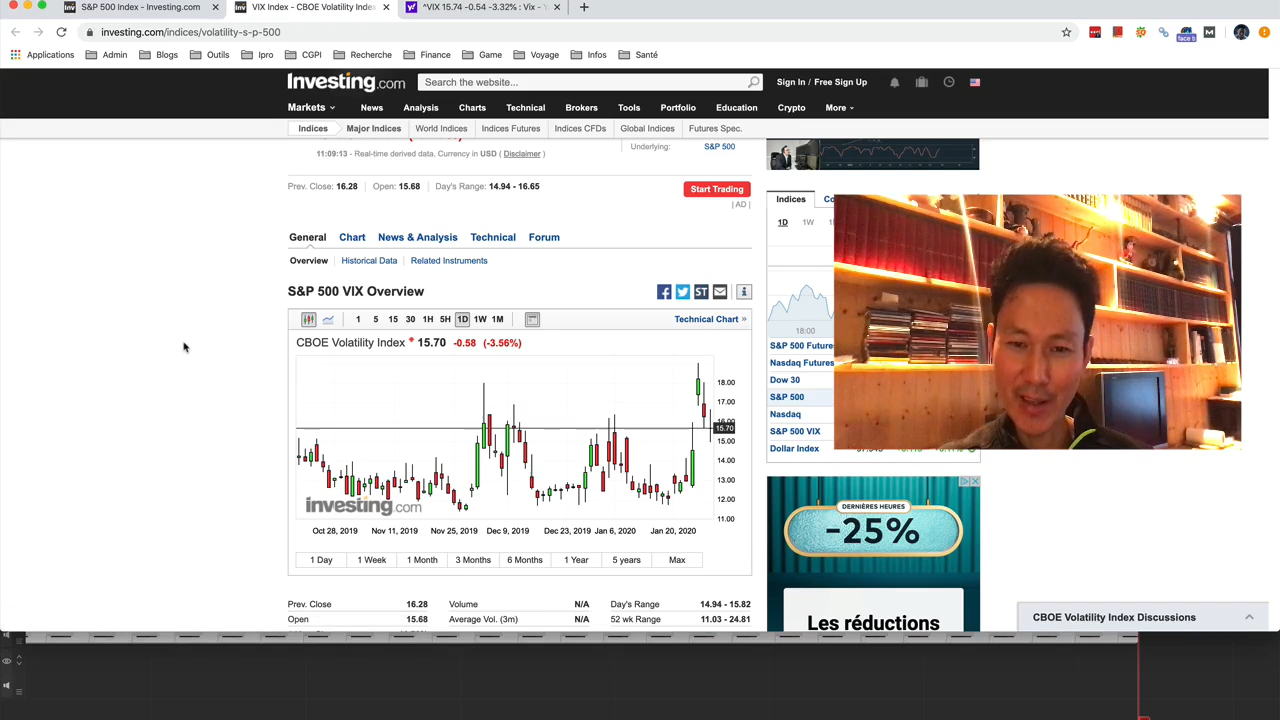 S&P 500 Index - Investing.com
VIX Index - CBOE Volatility Index
^VIX 15.74 -0.54 -3.32% : Vix - Y
investing.com/indices/volatility-s-p-500
face b
Applications Admin Blogs Outils Ipro CGPI Recherche Finance Game Voyage Infos Santé
Investing.com
Search the website...
Sign In / Free Sign Up
Markets News Analysis Charts Technical Brokers Tools Portfolio Education Crypto More
Indices Major Indices World Indices Indices Futures Indices CFDs Global Indices Futures Spec.
11:09:13 - Real-time derived data. Currency in USD ( Disclaimer )
Underlying: S&P 500
Prev. Close: 16.28 Open: 15.68 Day's Range: 14.94 - 16.65
Start Trading
| AD |
General Chart News & Analysis Technical Forum
Overview Historical Data Related Instruments
S&P 500 VIX Overview
ST
1 5 15 30 1H 5H 1D 1W 1M
Technical Chart »
CBOE Volatility Index 15.70 -0.58 (-3.56%)
18.00
17.00
16.00
15.70
15.00
14.00
13.00
12.00
11.00
Investing.com
Oct 28, 2019 Nov 11, 2019 Nov 25, 2019 Dec 9, 2019 Dec 23, 2019 Jan 6, 2020 Jan 20, 2020
1 Day 1 Week 1 Month 3 Months 6 Months 1 Year 5 years Max
Prev. Close 16.28 Volume N/A Day's Range 14.94 - 15.82
Open 15.68 Average Vol. (3m) N/A 52 wk Range 11.03 - 24.81
Indices Co
1D 1W
18:00
S&P 500 Futures
Nasdaq Futures
Dow 30
S&P 500
Nasdaq
S&P 500 VIX
Dollar Index
DERNIÈRES HEURES
-25%
Les réductions
CBOE Volatility Index Discussions